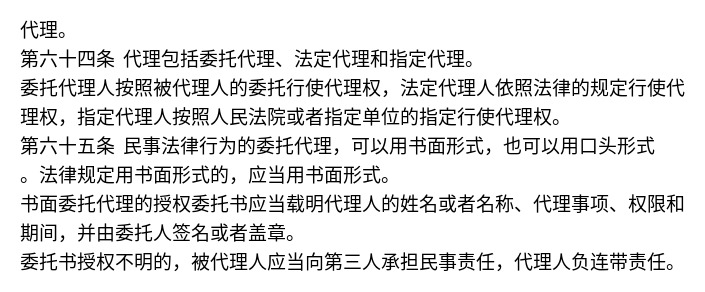 代理。
第六十四条 代理包括委托代理、法定代理和指定代理。
委托代理人按照被代理人的委托行使代理权，法定代理人依照法律的规定行使代
理权，指定代理人按照人民法院或者指定单位的指定行使代理权。
第六十五条 民事法律行为的委托代理，可以用书面形式，也可以用口头形式
。法律规定用书面形式的，应当用书面形式。
书面委托代理的授权委托书应当载明代理人的姓名或者名称、代理事项、权限和
期间，并由委托人签名或者盖章。
委托书授权不明的，被代理人应当向第三人承担民事责任，代理人负连带责任。